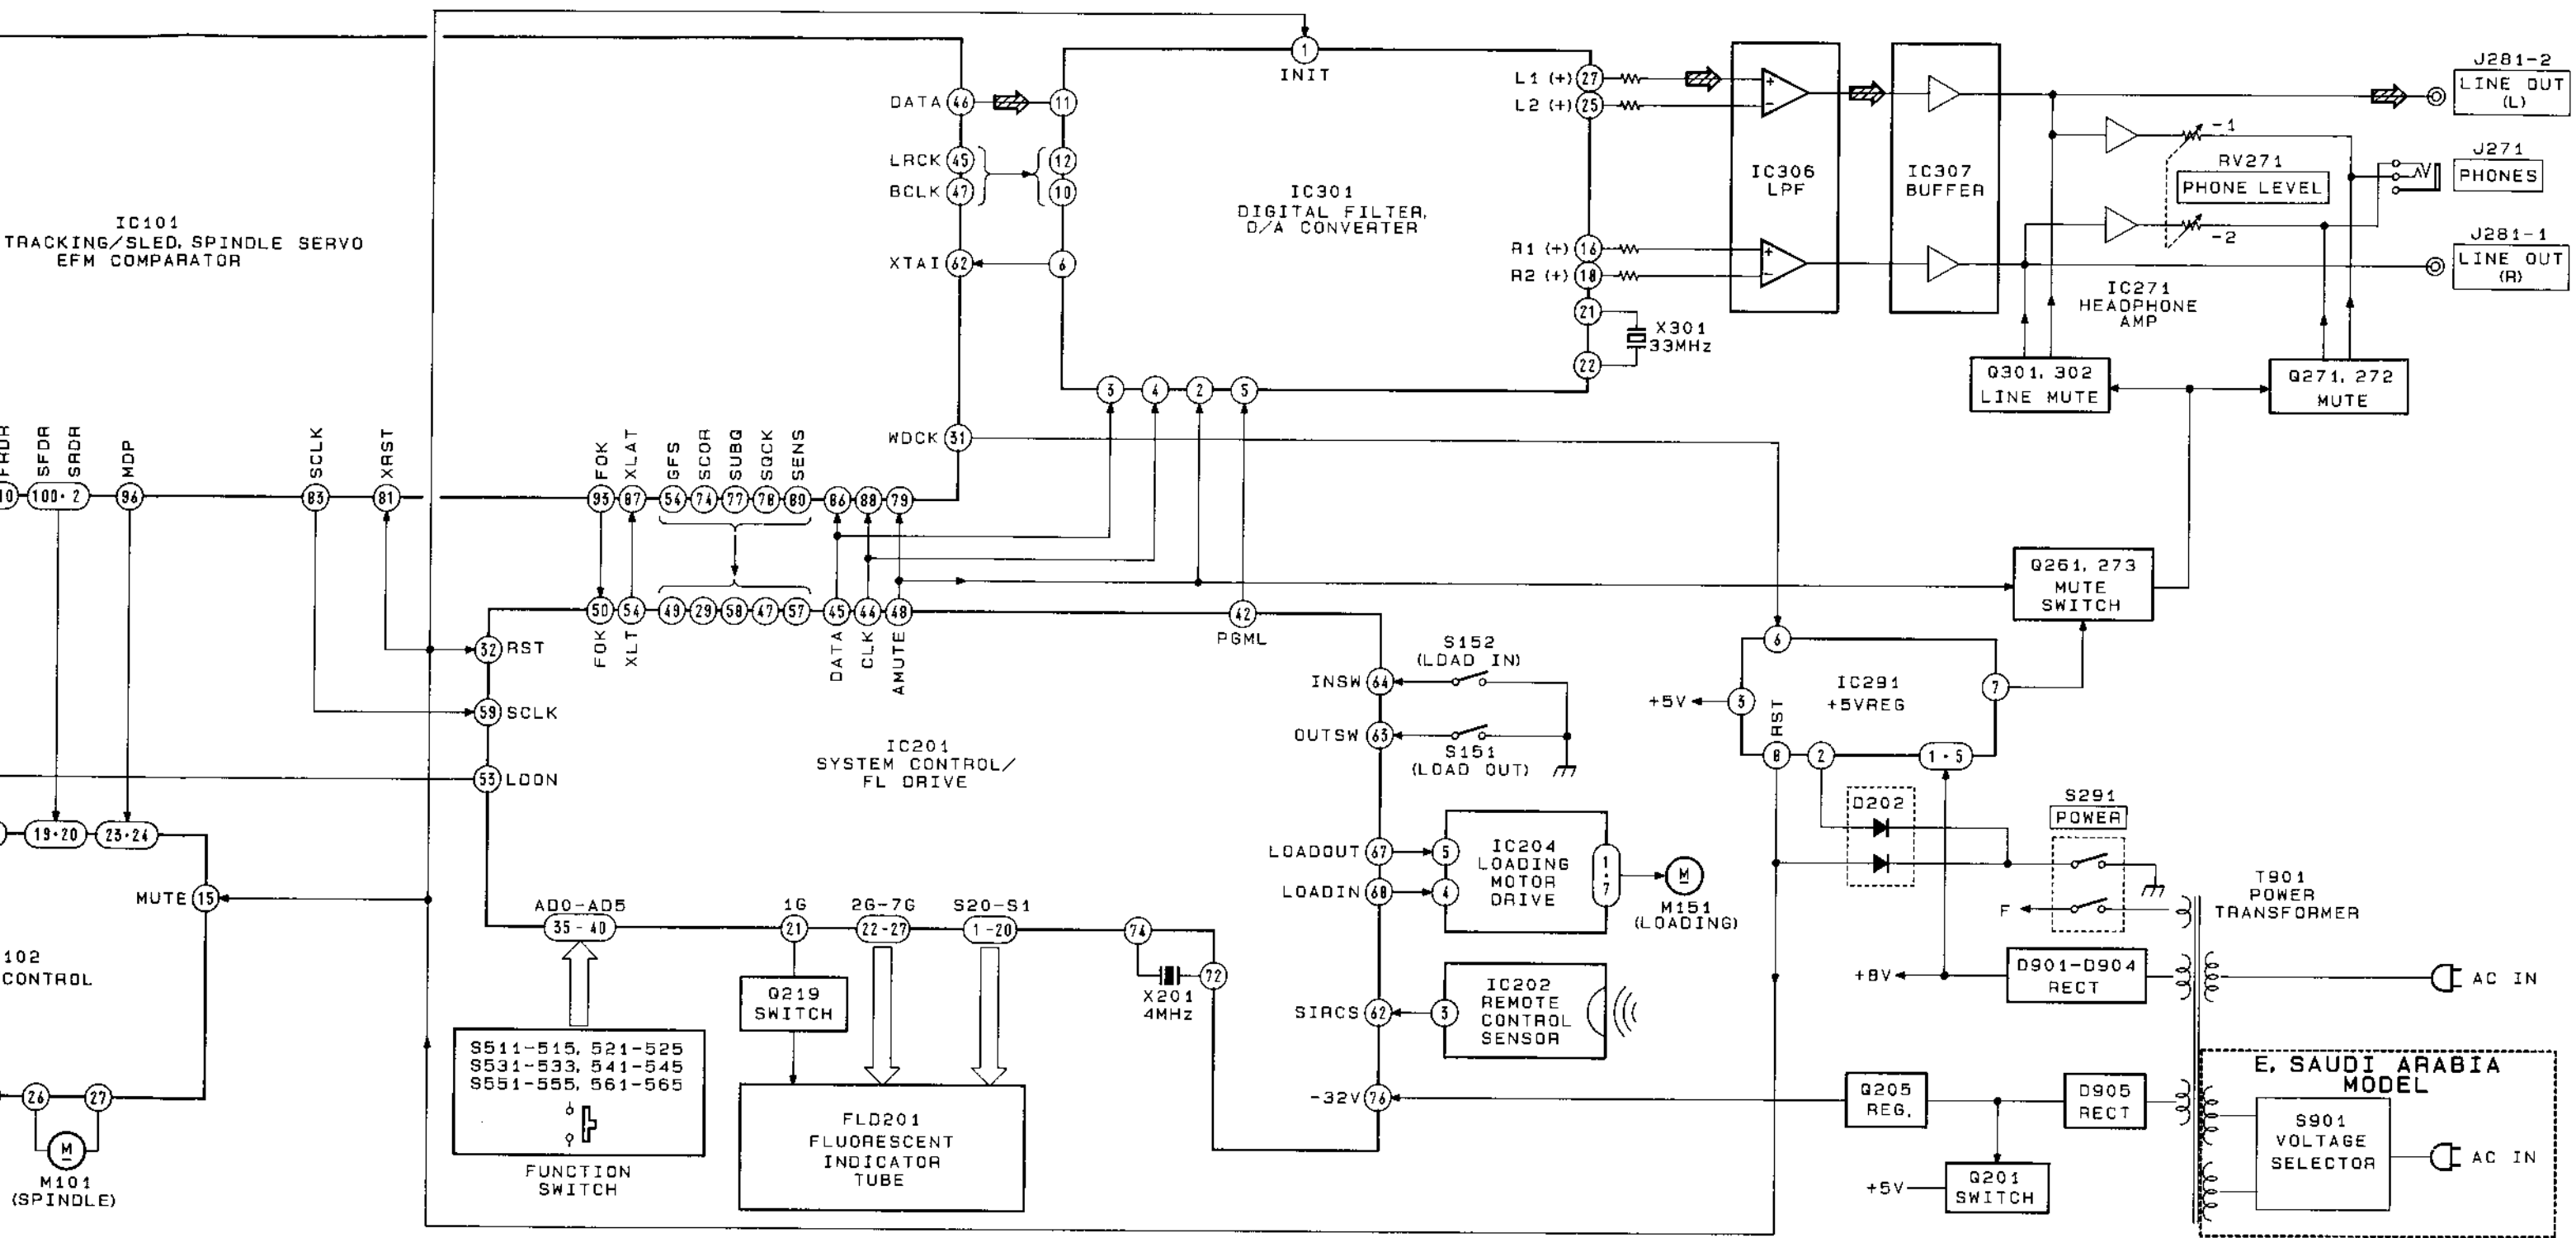 IC101
TRACKING/SLED, SPINDLE SERVO
EFM COMPARATOR
DATA 46
LRCK 45
BCLK 47
XTAI 62
WDCK 31
11
12
10
6
1
INIT
IC301
DIGITAL FILTER,
D/A CONVERTER
L1 (+) 27
L2 (+) 25
R1 (+) 16
R2 (+) 18
21
22
X301
33MHz
3
4
2
5
IC306
LPF
IC307
BUFFER
J281-2
LINE OUT
(L)
-1
RV271
PHONE LEVEL
-2
J271
PHONES
J281-1
LINE OUT
(R)
IC271
HEADPHONE
AMP
Q301, 302
LINE MUTE
Q271, 272
MUTE
Q261, 273
MUTE
SWITCH
FRDR
SFDR
SRDR
MDP
SCLK
XRST
FOK
XLAT
GFS
SCOR
SUBQ
SQCK
SENS
10
100・2
96
83
81
93
87
54
74
77
78
80
86
88
79
50
54
49
29
58
47
57
45
44
48
42
FOK
XLT
DATA
CLK
AMUTE
PGML
32 RST
59 SCLK
53 LDON
IC201
SYSTEM CONTROL/
FL DRIVE
INSW 64
S152
(LOAD IN)
OUTSW 63
S151
(LOAD OUT)
LOADOUT 67
LOADIN 68
5
4
IC204
LOADING
MOTOR
DRIVE
1・7
M
M151
(LOADING)
SIRCS 62
3
IC202
REMOTE
CONTROL
SENSOR
-32V 76
6
IC291
+5VREG
+5V
3
7
RST
8
2
1・5
D202
S291
POWER
F
T901
POWER
TRANSFORMER
+8V
D901-D904
RECT
AC IN
Q205
REG.
D905
RECT
+5V
Q201
SWITCH
E, SAUDI ARABIA
MODEL
S901
VOLTAGE
SELECTOR
AC IN
19・20
23・24
MUTE 15
102
CONTROL
26
27
M
M101
(SPINDLE)
AD0-AD5
35 - 40
1G
21
2G-7G
22-27
S20-S1
1-20
74
72
X201
4MHz
Q219
SWITCH
S511-515, 521-525
S531-533, 541-545
S551-555, 561-565
FUNCTION
SWITCH
FLD201
FLUORESCENT
INDICATOR
TUBE